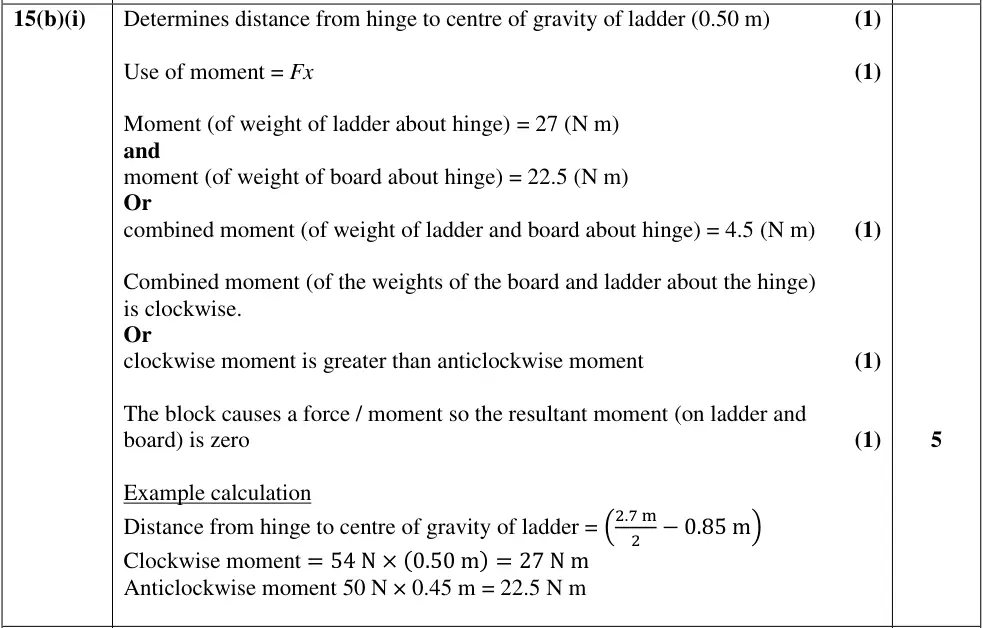 15(b)(i) Determines distance from hinge to centre of gravity of ladder (0.50 m) (1)
Use of moment = Fx (1)
Moment (of weight of ladder about hinge) = 27 (N m)
and
moment (of weight of board about hinge) = 22.5 (N m)
Or
combined moment (of weight of ladder and board about hinge) = 4.5 (N m) (1)
Combined moment (of the weights of the board and ladder about the hinge)
is clockwise.
Or
clockwise moment is greater than anticlockwise moment (1)
The block causes a force / moment so the resultant moment (on ladder and
board) is zero (1) 5
Example calculation
Distance from hinge to centre of gravity of ladder = (2.7 m / 2 − 0.85 m)
Clockwise moment = 54 N × (0.50 m) = 27 N m
Anticlockwise moment 50 N × 0.45 m = 22.5 N m